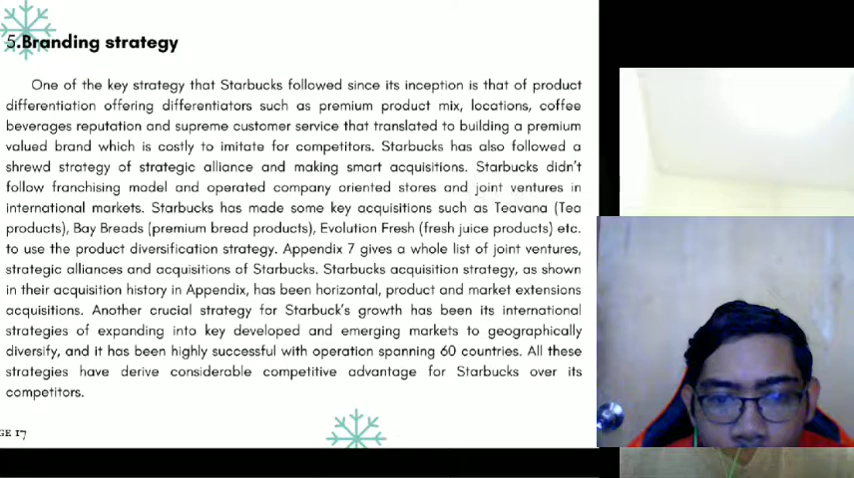 5.Branding strategy
One of the key strategy that Starbucks followed since its inception is that of product
differentiation offering differentiators such as premium product mix, locations, coffee
beverages reputation and supreme customer service that translated to building a premium
valued brand which is costly to imitate for competitors. Starbucks has also followed a
shrewd strategy of strategic alliance and making smart acquisitions. Starbucks didn't
follow franchising model and operated company oriented stores and joint ventures in
international markets. Starbucks has made some key acquisitions such as Teavana (Tea
products), Bay Breads (premium bread products), Evolution Fresh (fresh juice products) etc.
to use the product diversification strategy. Appendix 7 gives a whole list of joint ventures,
strategic alliances and acquisitions of Starbucks. Starbucks acquisition strategy, as shown
in their acquisition history in Appendix, has been horizontal, product and market extensions
acquisitions. Another crucial strategy for Starbuck's growth has been its international
strategies of expanding into key developed and emerging markets to geographically
diversify, and it has been highly successful with operation spanning 60 countries. All these
strategies have derive considerable competitive advantage for Starbucks over its
competitors.
GE 17